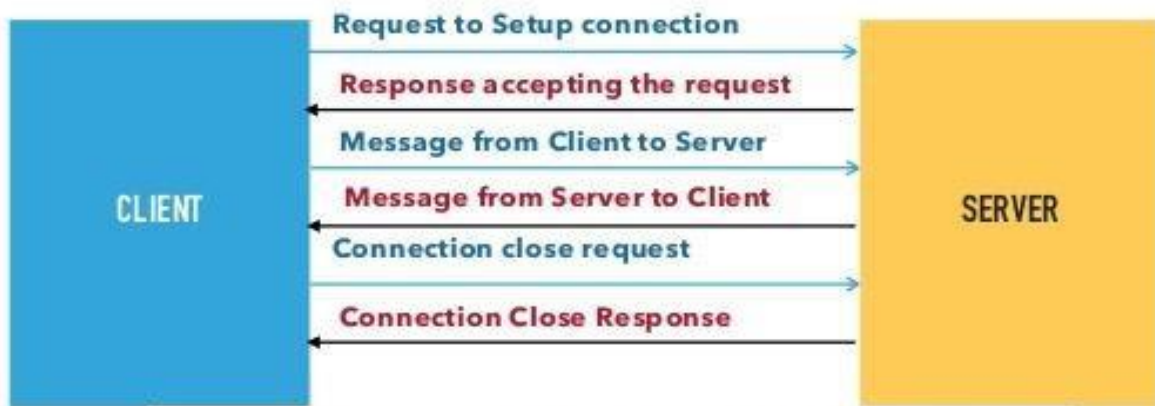 Request to Setup connection
Response accepting the request
Message from Client to Server
Message from Server to Client
Connection close request
Connection Close Response
CLIENT
SERVER